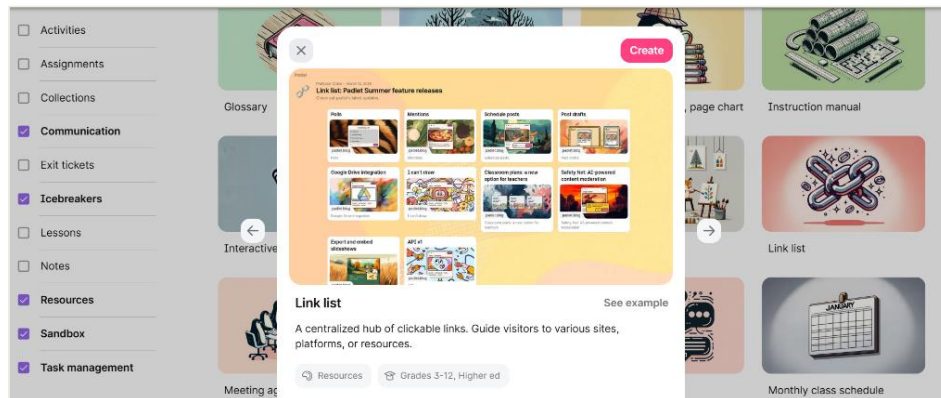 Activities
Assignments
Collections
Communication
Exit tickets
Icebreakers
Lessons
Notes
Resources
Sandbox
Task management
Glossary
Interactive
Meeting ag
Create
Link list: Padlet Summer feature releases
Polls
Mentions
Schedule posts
Post drafts
Google Drive integration
I can't draw
Classroom plans: a new option for teachers
Safety Net: AI-powered content moderation
Export and embed slideshows
API v1
Link list
See example
A centralized hub of clickable links. Guide visitors to various sites,
platforms, or resources.
Resources
Grades 3-12, Higher ed
, page chart
Instruction manual
Link list
JANUARY
Monthly class schedule